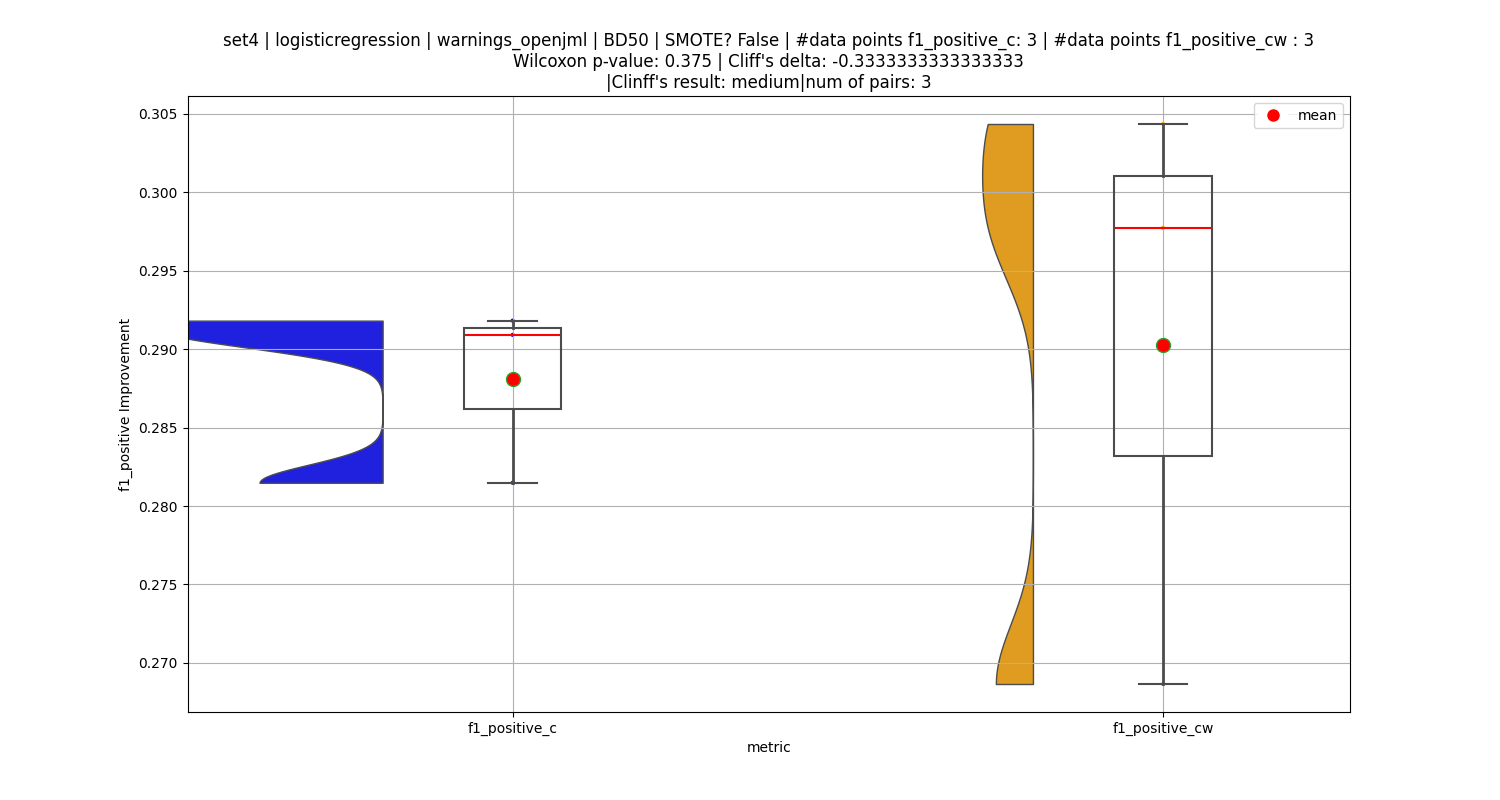 set4 | logisticregression | warnings_openjml | BD50 | SMOTE? False | #data points f1_positive_c: 3 | #data points f1_positive_cw : 3
Wilcoxon p-value: 0.375 | Cliff's delta: -0.3333333333333333
|Clinff's result: medium|num of pairs: 3
mean
0.305
0.300
0.295
0.290
0.285
0.280
0.275
0.270
f1_positive Improvement
f1_positive_c
f1_positive_cw
metric